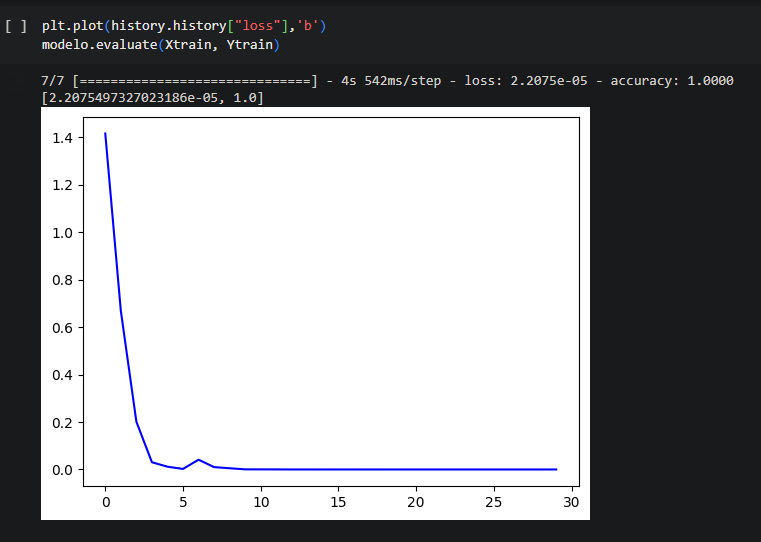 [ ] plt.plot(history.history["loss"],'b')
modelo.evaluate(Xtrain, Ytrain)
7/7 [==============================] - 4s 542ms/step - loss: 2.2075e-05 - accuracy: 1.0000
[2.2075497327023186e-05, 1.0]
1.4
1.2
1.0
0.8
0.6
0.4
0.2
0.0
0 5 10 15 20 25 30